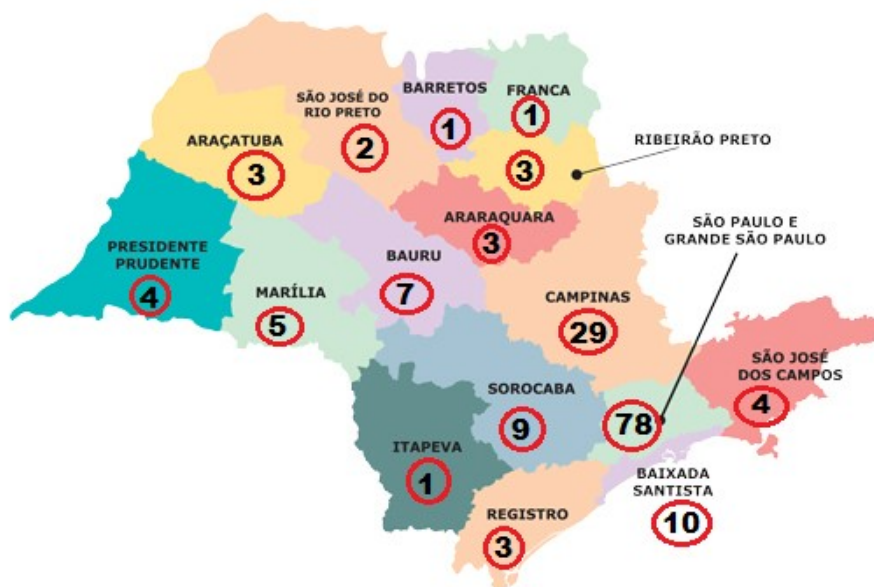 BARRETOS
1
FRANCA
1
SÃO JOSÉ DO
RIO PRETO
2
ARAÇATUBA
3
RIBEIRÃO PRETO
3
ARARAQUARA
3
SÃO PAULO E
GRANDE SÃO PAULO
78
PRESIDENTE
PRUDENTE
4
BAURU
7
MARÍLIA
5
CAMPINAS
29
SÃO JOSÉ
DOS CAMPOS
4
SOROCABA
9
ITAPEVA
1
BAIXADA
SANTISTA
10
REGISTRO
3